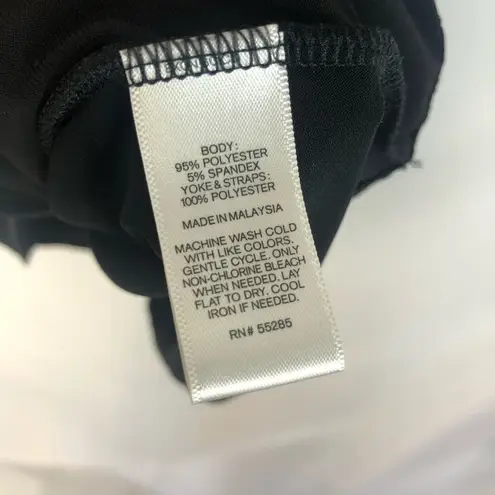 BODY:
95% POLYESTER
5% SPANDEX
YOKE & STRAPS:
100% POLYESTER
MADE IN MALAYSIA
MACHINE WASH COLD
WITH LIKE COLORS.
GENTLE CYCLE. ONLY
NON-CHLORINE BLEACH
WHEN NEEDED. LAY
FLAT TO DRY. COOL
IRON IF NEEDED.
RN# 55285